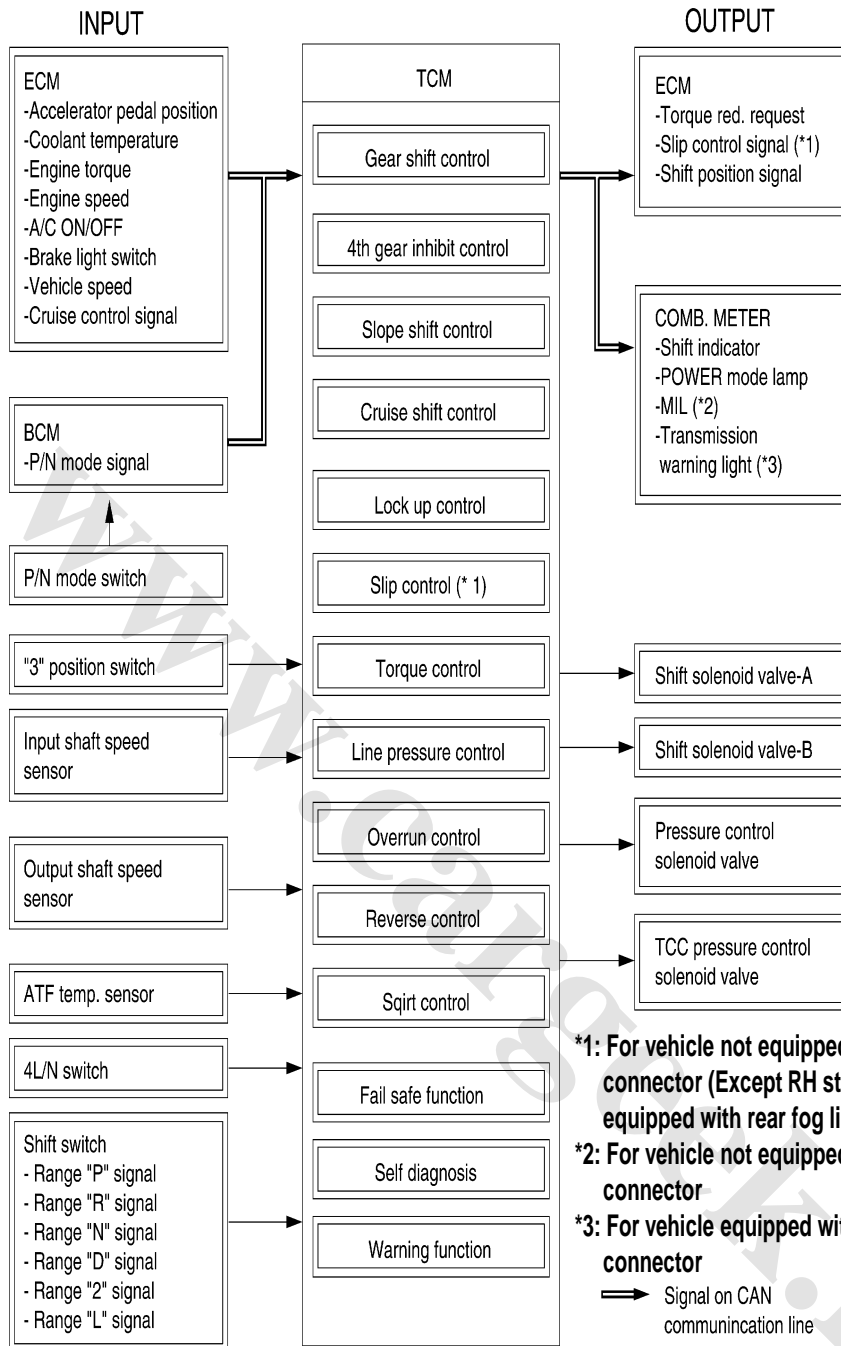 INPUT
ECM
-Accelerator pedal position
-Coolant temperature
-Engine torque
-Engine speed
-A/C ON/OFF
-Brake light switch
-Vehicle speed
-Cruise control signal
BCM
-P/N mode signal
P/N mode switch
"3" position switch
Input shaft speed
sensor
Output shaft speed
sensor
ATF temp. sensor
4L/N switch
Shift switch
- Range "P" signal
- Range "R" signal
- Range "N" signal
- Range "D" signal
- Range "2" signal
- Range "L" signal
TCM
Gear shift control
4th gear inhibit control
Slope shift control
Cruise shift control
Lock up control
Slip control (* 1)
Torque control
Line pressure control
Overrun control
Reverse control
Sqirt control
Fail safe function
Self diagnosis
Warning function
OUTPUT
ECM
-Torque red. request
-Slip control signal (*1)
-Shift position signal
COMB. METER
-Shift indicator
-POWER mode lamp
-MIL (*2)
-Transmission
warning light (*3)
Shift solenoid valve-A
Shift solenoid valve-B
Pressure control
solenoid valve
TCC pressure control
solenoid valve
*1: For vehicle not equipped
connector (Except RH st
equipped with rear fog li
*2: For vehicle not equipped
connector
*3: For vehicle equipped wi
connector
Signal on CAN
communincation line
www.cargeek.